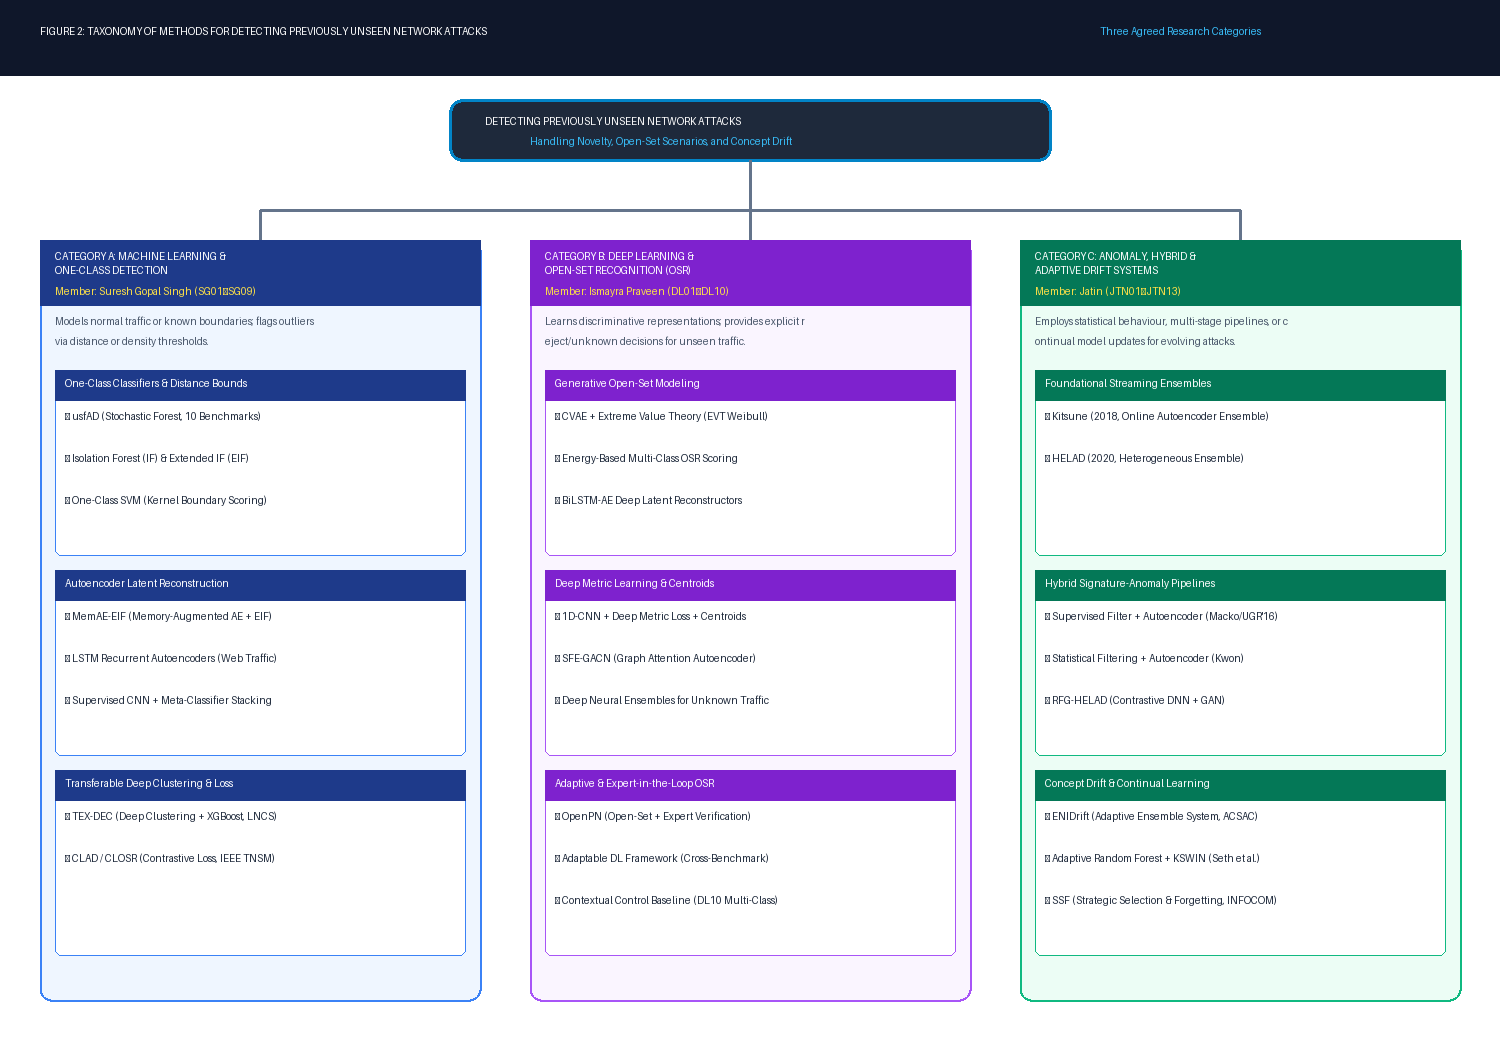 FIGURE 2: TAXONOMY OF METHODS FOR DETECTING PREVIOUSLY UNSEEN NETWORK ATTACKS
Three Agreed Research Categories
DETECTING PREVIOUSLY UNSEEN NETWORK ATTACKS
Handling Novelty, Open-Set Scenarios, and Concept Drift
CATEGORY A: MACHINE LEARNING &
ONE-CLASS DETECTION
Member: Suresh Gopal Singh (SG01▯SG09)
Models normal traffic or known boundaries; flags outliers
via distance or density thresholds.
One-Class Classifiers & Distance Bounds
▯ usfAD (Stochastic Forest, 10 Benchmarks)
▯ Isolation Forest (IF) & Extended IF (EIF)
▯ One-Class SVM (Kernel Boundary Scoring)
Autoencoder Latent Reconstruction
▯ MemAE-EIF (Memory-Augmented AE + EIF)
▯ LSTM Recurrent Autoencoders (Web Traffic)
▯ Supervised CNN + Meta-Classifier Stacking
Transferable Deep Clustering & Loss
▯ TEX-DEC (Deep Clustering + XGBoost, LNCS)
▯ CLAD / CLOSR (Contrastive Loss, IEEE TNSM)
CATEGORY B: DEEP LEARNING &
OPEN-SET RECOGNITION (OSR)
Member: Ismayra Praveen (DL01▯DL10)
Learns discriminative representations; provides explicit r
eject/unknown decisions for unseen traffic.
Generative Open-Set Modeling
▯ CVAE + Extreme Value Theory (EVT Weibull)
▯ Energy-Based Multi-Class OSR Scoring
▯ BiLSTM-AE Deep Latent Reconstructors
Deep Metric Learning & Centroids
▯ 1D-CNN + Deep Metric Loss + Centroids
▯ SFE-GACN (Graph Attention Autoencoder)
▯ Deep Neural Ensembles for Unknown Traffic
Adaptive & Expert-in-the-Loop OSR
▯ OpenPN (Open-Set + Expert Verification)
▯ Adaptable DL Framework (Cross-Benchmark)
▯ Contextual Control Baseline (DL10 Multi-Class)
CATEGORY C: ANOMALY, HYBRID &
ADAPTIVE DRIFT SYSTEMS
Member: Jatin (JTN01▯JTN13)
Employs statistical behaviour, multi-stage pipelines, or c
ontinual model updates for evolving attacks.
Foundational Streaming Ensembles
▯ Kitsune (2018, Online Autoencoder Ensemble)
▯ HELAD (2020, Heterogeneous Ensemble)
Hybrid Signature-Anomaly Pipelines
▯ Supervised Filter + Autoencoder (Macko/UGR'16)
▯ Statistical Filtering + Autoencoder (Kwon)
▯ RFG-HELAD (Contrastive DNN + GAN)
Concept Drift & Continual Learning
▯ ENIDrift (Adaptive Ensemble System, ACSAC)
▯ Adaptive Random Forest + KSWIN (Seth et al.)
▯ SSF (Strategic Selection & Forgetting, INFOCOM)